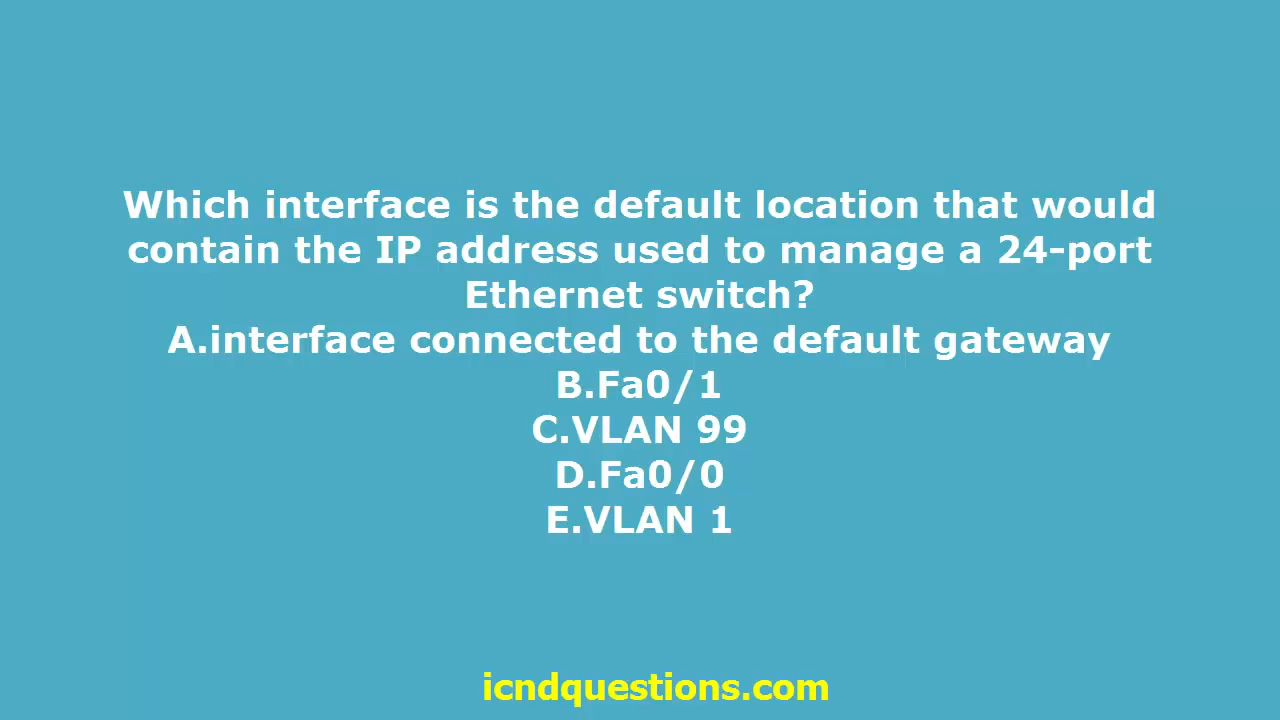 Which interface is the default location that would
contain the IP address used to manage a 24-port
Ethernet switch?
A.interface connected to the default gateway
B.Fa0/1
C.VLAN 99
D.Fa0/0
E.VLAN 1
icndquestions.com